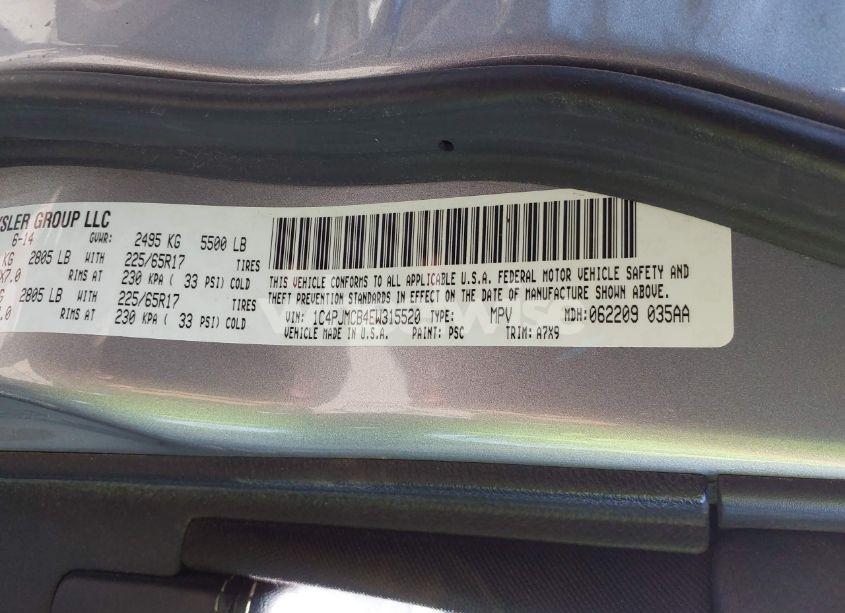 YSLER GROUP LLC
6-14 GVWR: 2495 KG 5500 LB
KG 2805 LB WITH 225/65R17 TIRES
X7.0 RIMS AT 230 KPA ( 33 PSI) COLD
G 2805 LB WITH 225/65R17 TIRES
.0 RIMS AT 230 KPA ( 33 PSI) COLD
THIS VEHICLE CONFORMS TO ALL APPLICABLE U.S.A. FEDERAL MOTOR VEHICLE SAFETY AND
THEFT PREVENTION STANDARDS IN EFFECT ON THE DATE OF MANUFACTURE SHOWN ABOVE.
VIN: 1C4PJMCB4EW315520 TYPE: MPV MDH: 062209 035AA
VEHICLE MADE IN U.S.A. PAINT: PSC TRIM: A7X9